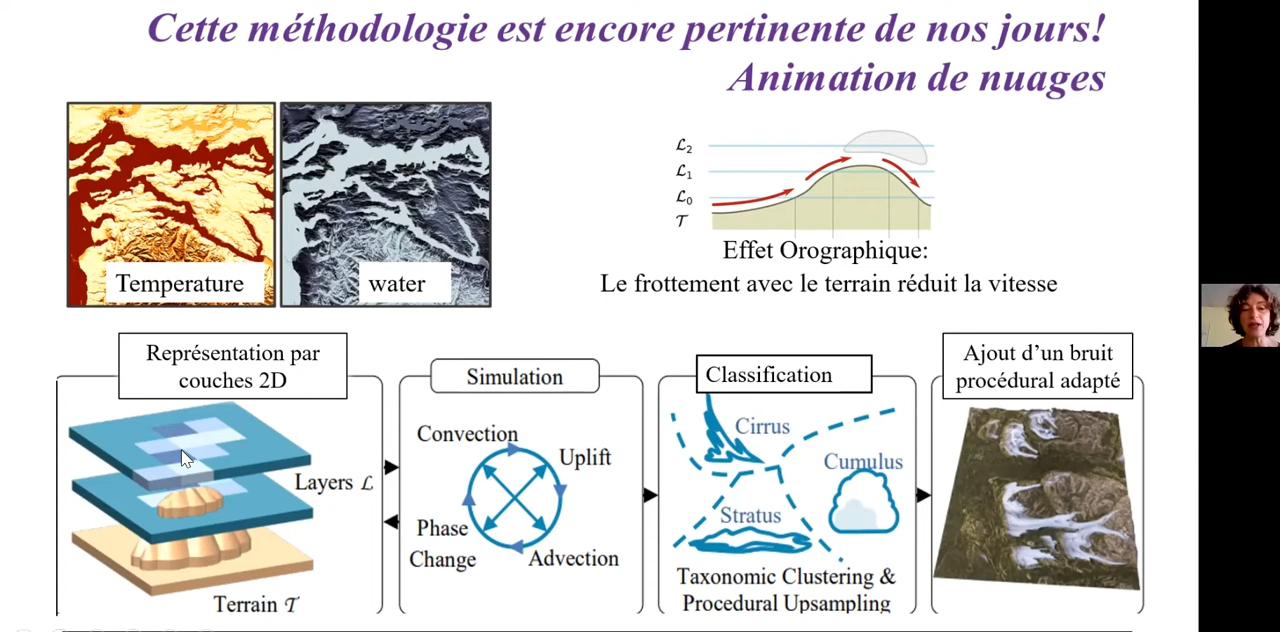 Cette méthodologie est encore pertinente de nos jours!
Animation de nuages
Temperature
water
ℒ₂
ℒ₁
ℒ₀
𝒯
Effet Orographique:
Le frottement avec le terrain réduit la vitesse
Représentation par
couches 2D
Layers ℒ
Terrain 𝒯
Simulation
Convection
Uplift
Phase
Change
Advection
Classification
Cirrus
Cumulus
Stratus
Taxonomic Clustering &
Procedural Upsampling
Ajout d’un bruit
procédural adapté